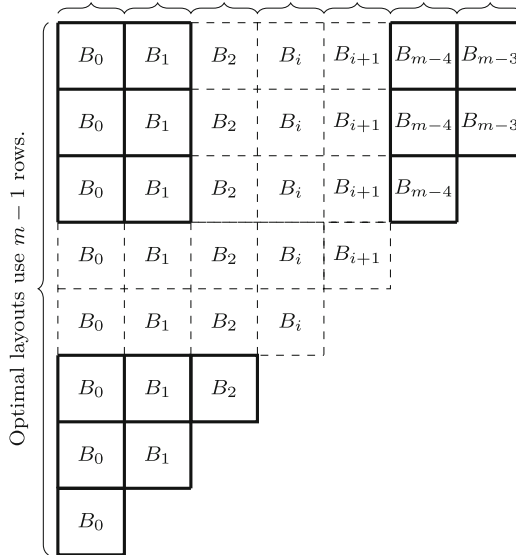 Optimal layouts use m − 1 rows.
B₀ B₁ B₂ Bᵢ Bᵢ₊₁ Bₘ₋₄ Bₘ₋₃
B₀ B₁ B₂ Bᵢ Bᵢ₊₁ Bₘ₋₄ Bₘ₋₃
B₀ B₁ B₂ Bᵢ Bᵢ₊₁ Bₘ₋₄
B₀ B₁ B₂ Bᵢ Bᵢ₊₁
B₀ B₁ B₂ Bᵢ
B₀ B₁ B₂
B₀ B₁
B₀